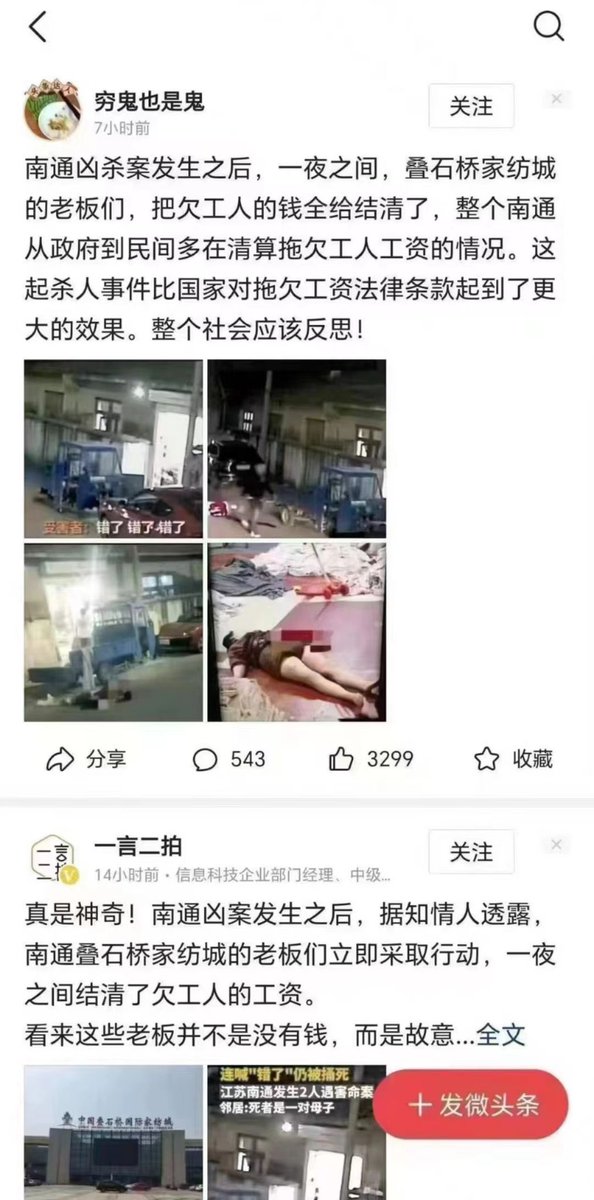 穷鬼也是鬼
7小时前
关注
南通凶杀案发生之后，一夜之间，叠石桥家纺城
的老板们，把欠工人的钱全给结清了，整个南通
从政府到民间多在清算拖欠工人工资的情况。这
起杀人事件比国家对拖欠工资法律条款起到了更
大的效果。整个社会应该反思！
受害者：错了 错了 错了
分享
543
3299
收藏
一言二拍
14小时前·信息科技企业部门经理、中级...
关注
真是神奇！南通凶案发生之后，据知情人透露，
南通叠石桥家纺城的老板们立即采取行动，一夜
之间结清了欠工人的工资。
看来这些老板并不是没有钱，而是故意...全文
中国叠石桥国际家纺城
连喊"错了"仍被捅死
江苏南通发生2人遇害命案
邻居:死者是一对母子
＋发微头条